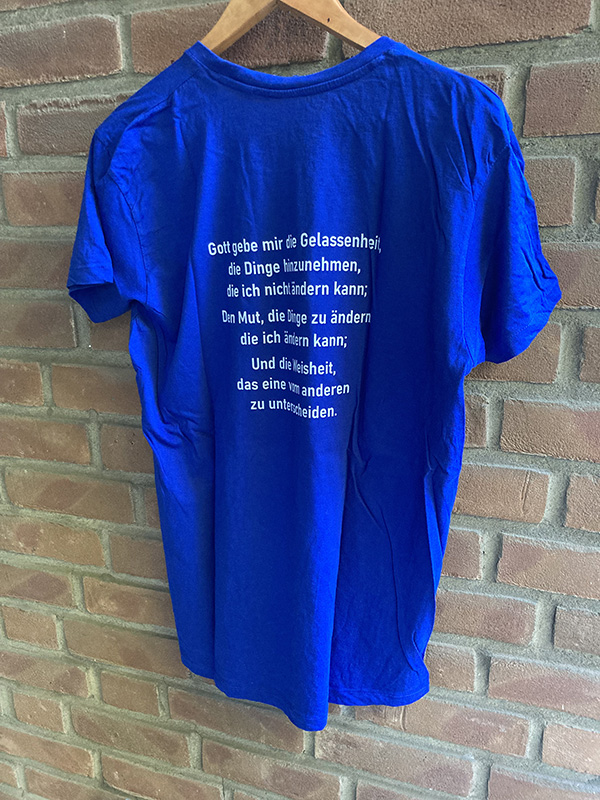 Gott gebe mir die Gelassenheit,
die Dinge hinzunehmen,
die ich nicht ändern kann;
Den Mut, die Dinge zu ändern
die ich ändern kann;
Und die Weisheit,
das eine vom anderen
zu unterscheiden.